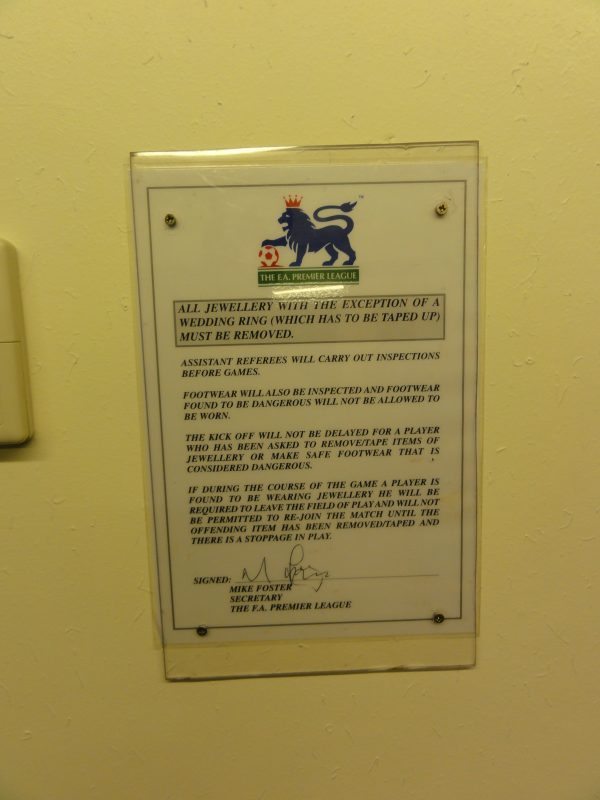 THE F.A. PREMIER LEAGUE
ALL JEWELLERY WITH THE EXCEPTION OF A
WEDDING RING (WHICH HAS TO BE TAPED UP)
MUST BE REMOVED.
ASSISTANT REFEREES WILL CARRY OUT INSPECTIONS
BEFORE GAMES.
FOOTWEAR WILL ALSO BE INSPECTED AND FOOTWEAR
FOUND TO BE DANGEROUS WILL NOT BE ALLOWED TO
BE WORN.
THE KICK OFF WILL NOT BE DELAYED FOR A PLAYER
WHO HAS BEEN ASKED TO REMOVE/TAPE ITEMS OF
JEWELLERY OR MAKE SAFE FOOTWEAR THAT IS
CONSIDERED DANGEROUS.
IF DURING THE COURSE OF THE GAME A PLAYER IS
FOUND TO BE WEARING JEWELLERY HE WILL BE
REQUIRED TO LEAVE THE FIELD OF PLAY AND WILL NOT
BE PERMITTED TO RE-JOIN THE MATCH UNTIL THE
OFFENDING ITEM HAS BEEN REMOVED/TAPED AND
THERE IS A STOPPAGE IN PLAY.
SIGNED:
MIKE FOSTER
SECRETARY
THE F.A. PREMIER LEAGUE